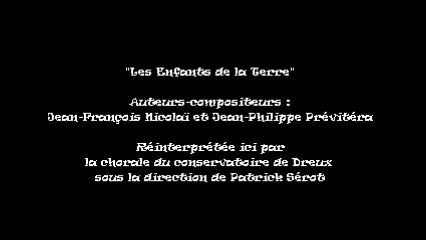 "Les Enfants de la Terre"
Auteurs-compositeurs :
Jean-François Nicolaï et Jean-Philippe Prévitéra
Réinterprétée ici par
la chorale du conservatoire de Dreux
sous la direction de Patrick Sérot